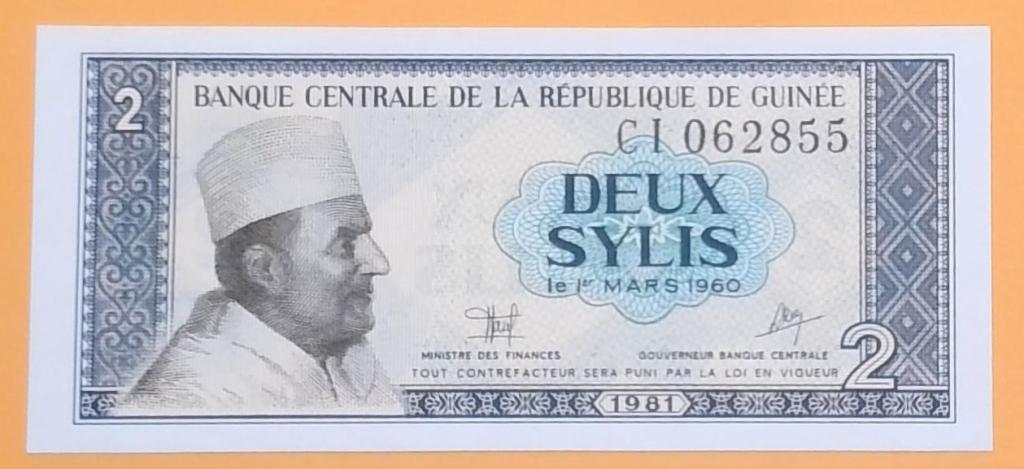 2
BANQUE CENTRALE DE LA RÉPUBLIQUE DE GUINÉE
CI 062855
DEUX
SYLIS
le 1er MARS 1960
MINISTRE DES FINANCES
GOUVERNEUR BANQUE CENTRALE
2
TOUT CONTREFACTEUR SERA PUNI PAR LA LOI EN VIGUEUR
1981